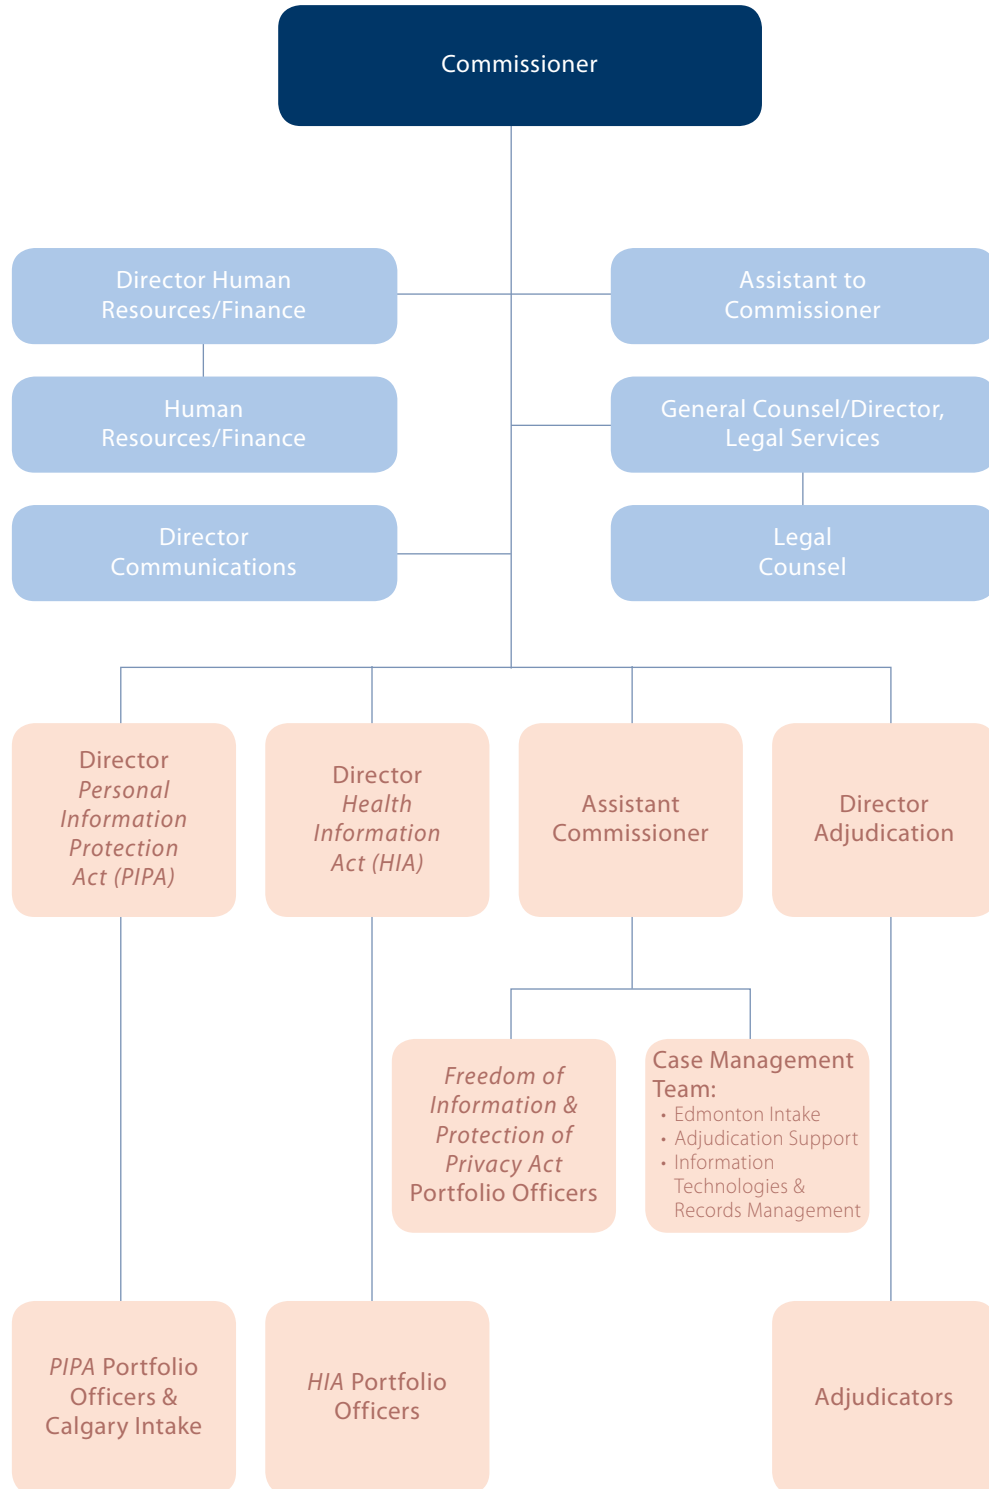 Commissioner
Director Human
Resources/Finance
Assistant to
Commissioner
Human
Resources/Finance
General Counsel/Director,
Legal Services
Director
Communications
Legal
Counsel
Director
Personal
Information
Protection
Act (PIPA)
Director
Health
Information
Act (HIA)
Assistant
Commissioner
Director
Adjudication
Freedom of
Information &
Protection of
Privacy Act
Portfolio Officers
Case Management
Team:
• Edmonton Intake
• Adjudication Support
• Information
Technologies &
Records Management
PIPA Portfolio
Officers &
Calgary Intake
HIA Portfolio
Officers
Adjudicators